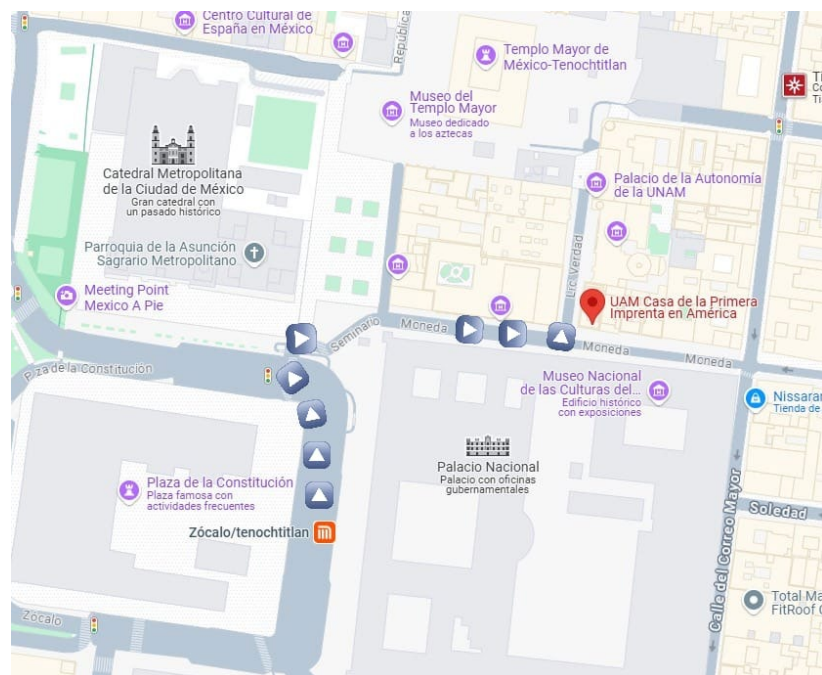 Centro Cultural de
España en México
República
Templo Mayor de
México-Tenochtitlan
Museo del
Templo Mayor
Museo dedicado
a los aztecas
Catedral Metropolitana
de la Ciudad de México
Gran catedral con
un pasado histórico
Palacio de la Autonomía
de la UNAM
Parroquia de la Asunción
Sagrario Metropolitano
Lic. Verdad
Meeting Point
Mexico A Pie
UAM Casa de la Primera
Imprenta en América
Seminario
Moneda
Moneda
Moneda
Plaza de la Constitución
Museo Nacional
de las Culturas del...
Edificio histórico
con exposiciones
Nissaran
Tienda de
Palacio Nacional
Palacio con oficinas
gubernamentales
Plaza de la Constitución
Plaza famosa con
actividades frecuentes
Zócalo/tenochtitlan
Soledad
Calle del Correo Mayor
Zócalo
Total Ma
FitRoof